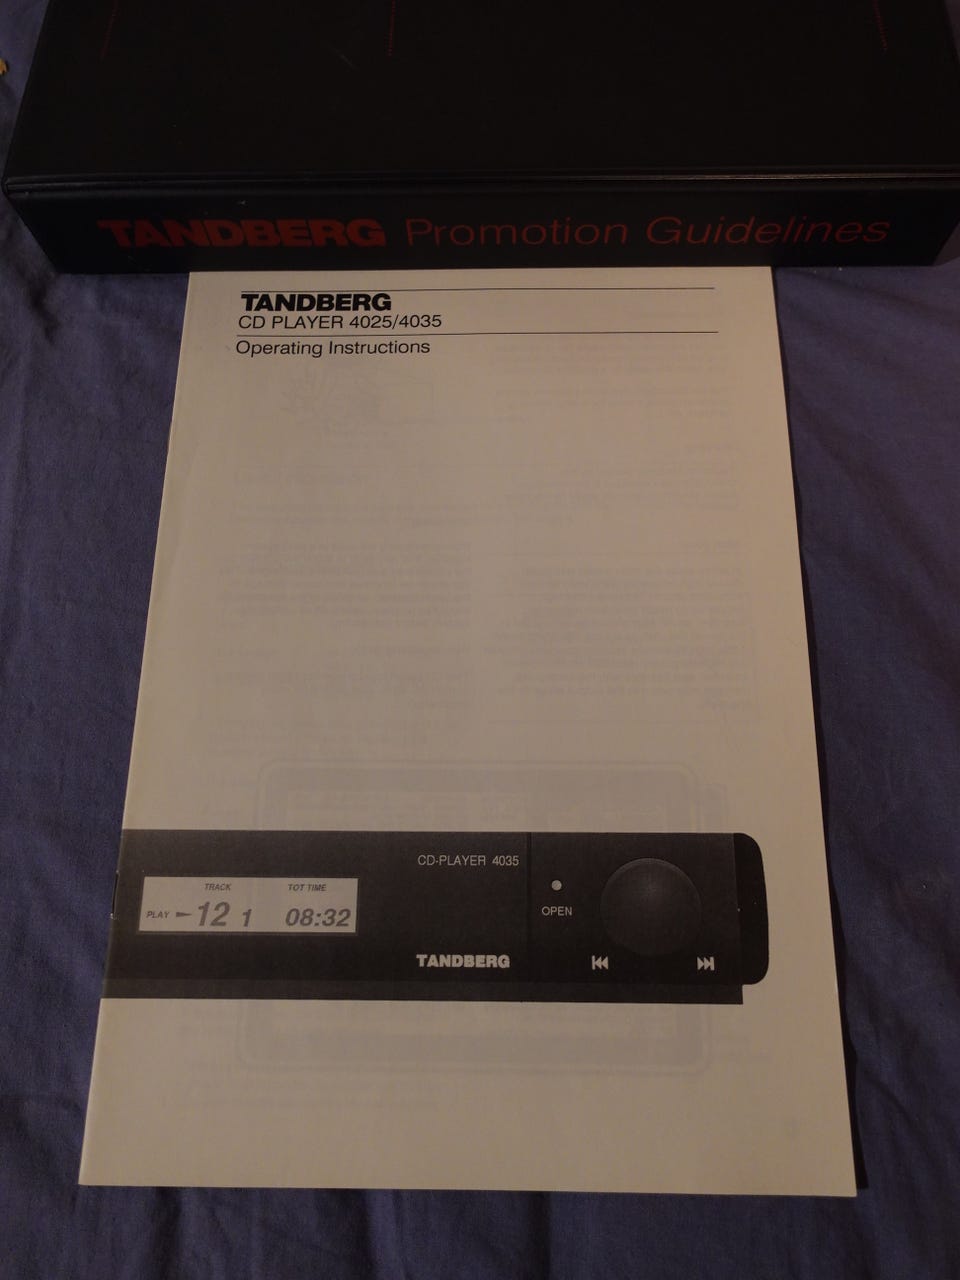 TANDBERG Promotion Guidelines
TANDBERG
CD PLAYER 4025/4035
Operating Instructions
CD-PLAYER 4035
TRACK TOT TIME
PLAY 12 1 08:32
OPEN
TANDBERG